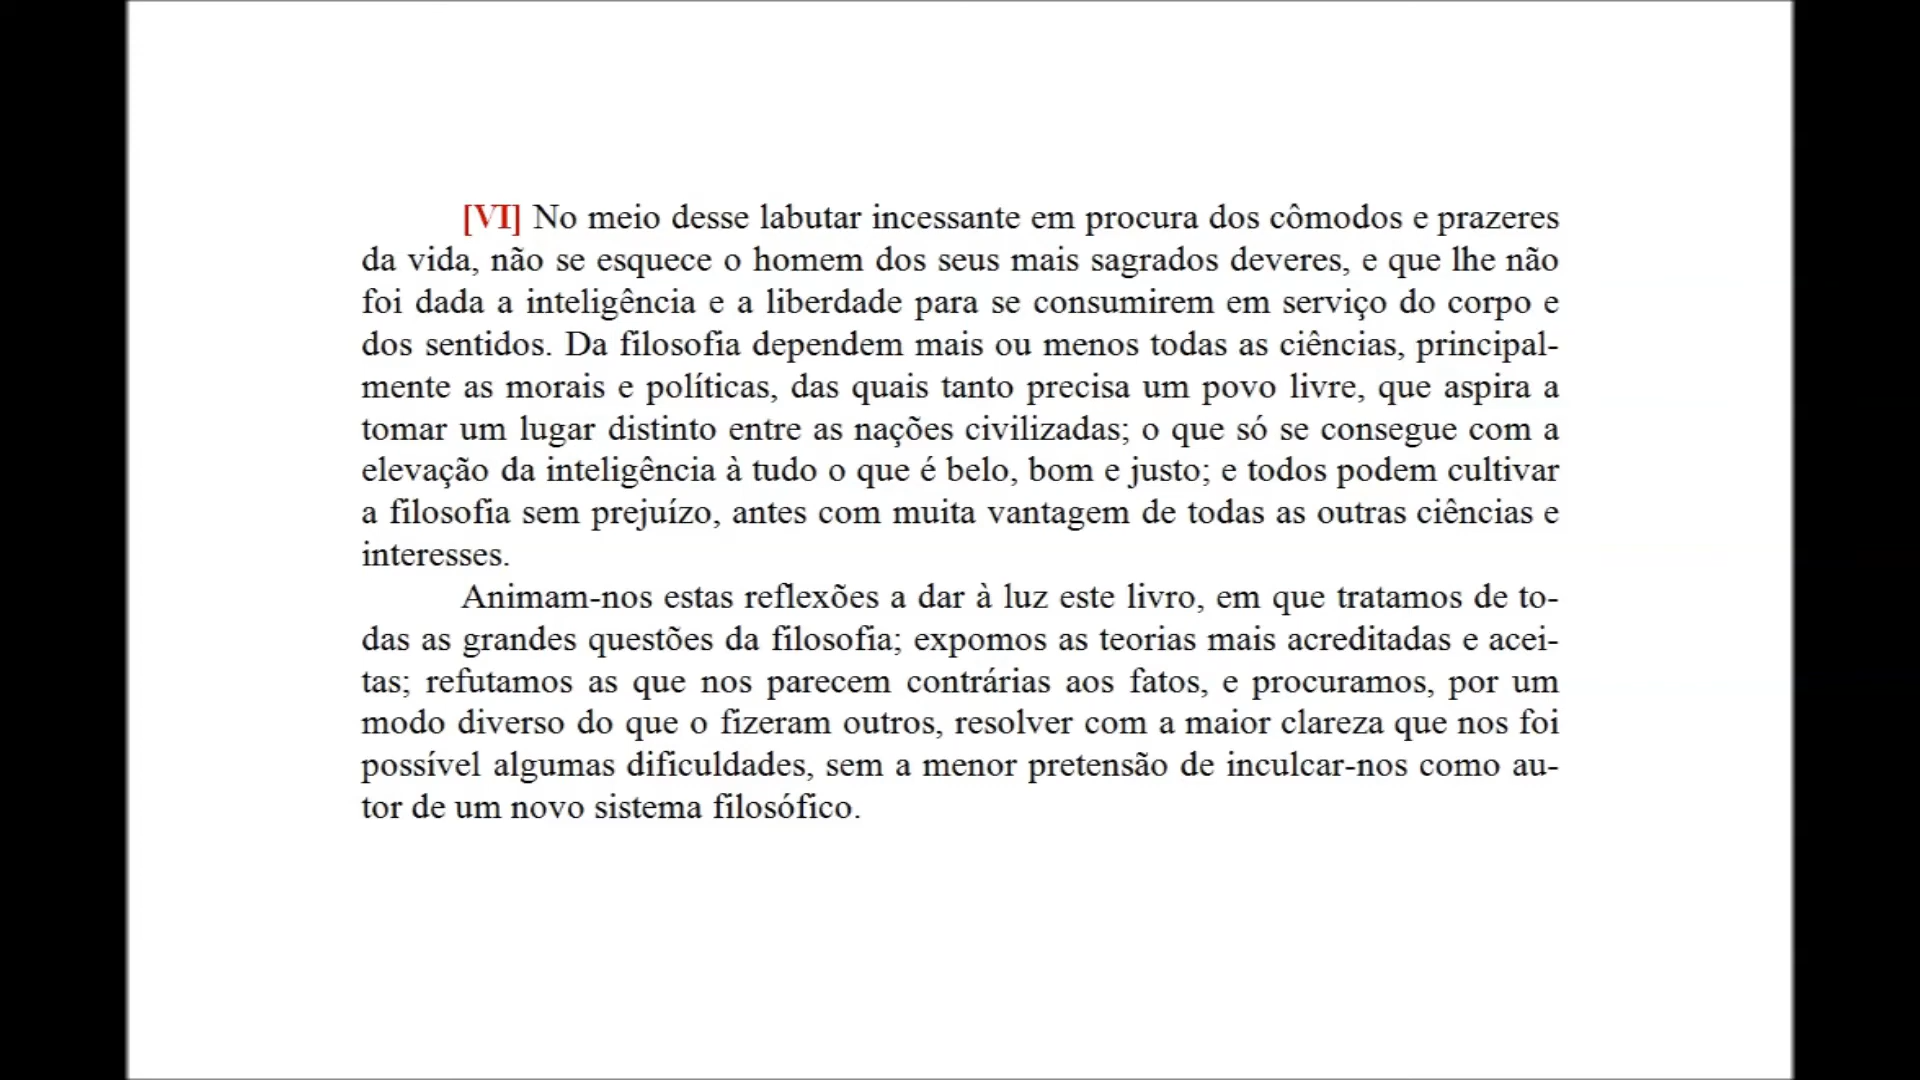 [VI] No meio desse labutar incessante em procura dos cômodos e prazeres
da vida, não se esquece o homem dos seus mais sagrados deveres, e que lhe não
foi dada a inteligência e a liberdade para se consumirem em serviço do corpo e
dos sentidos. Da filosofia dependem mais ou menos todas as ciências, principal-
mente as morais e políticas, das quais tanto precisa um povo livre, que aspira a
tomar um lugar distinto entre as nações civilizadas; o que só se consegue com a
elevação da inteligência à tudo o que é belo, bom e justo; e todos podem cultivar
a filosofia sem prejuízo, antes com muita vantagem de todas as outras ciências e
interesses.
Animam-nos estas reflexões a dar à luz este livro, em que tratamos de to-
das as grandes questões da filosofia; expomos as teorias mais acreditadas e acei-
tas; refutamos as que nos parecem contrárias aos fatos, e procuramos, por um
modo diverso do que o fizeram outros, resolver com a maior clareza que nos foi
possível algumas dificuldades, sem a menor pretensão de inculcar-nos como au-
tor de um novo sistema filosófico.